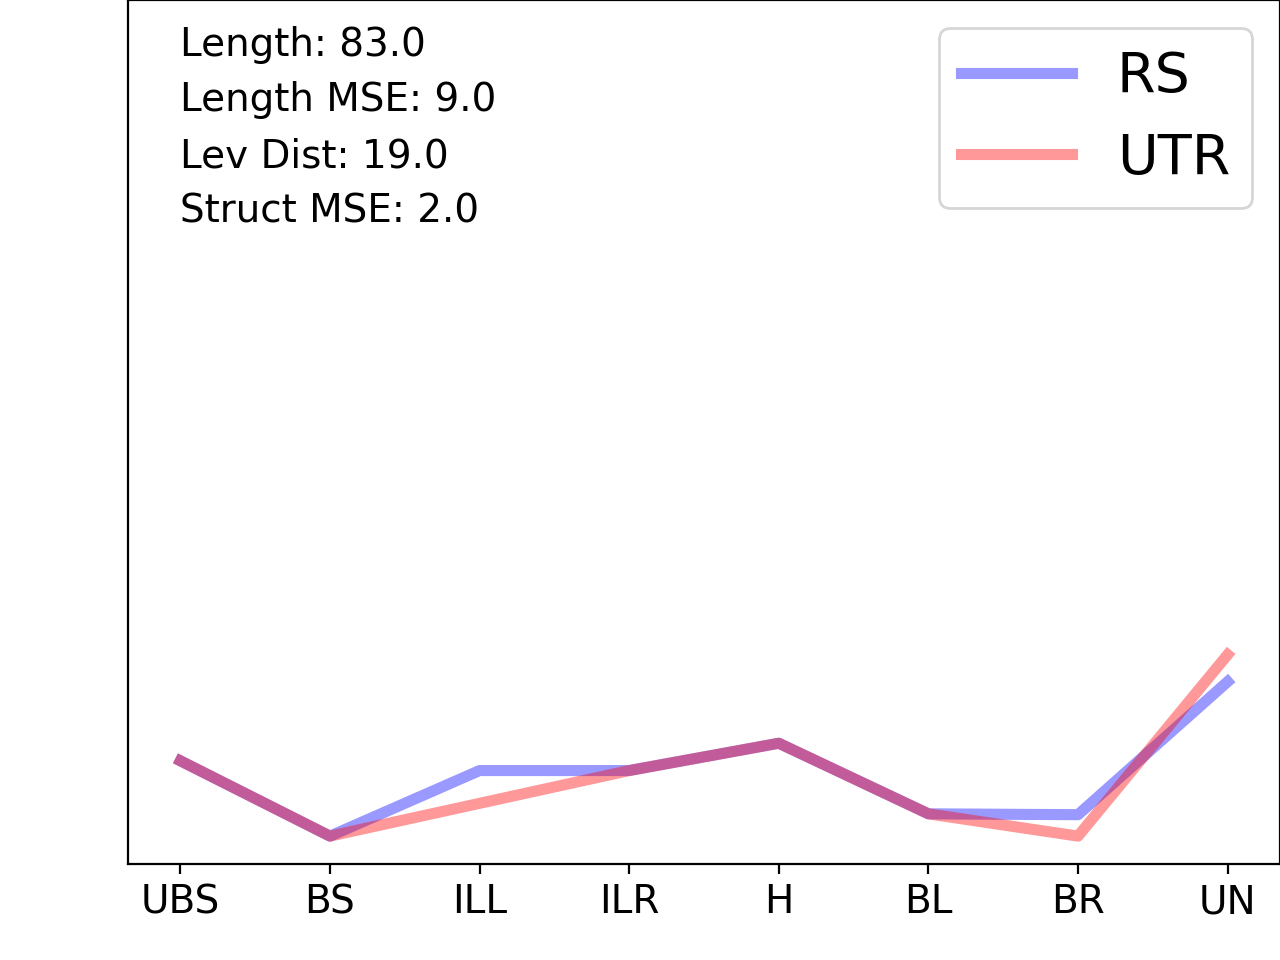 Length: 83.0
Length MSE: 9.0
Lev Dist: 19.0
Struct MSE: 2.0
RS
UTR
UBS BS ILL ILR H BL BR UN